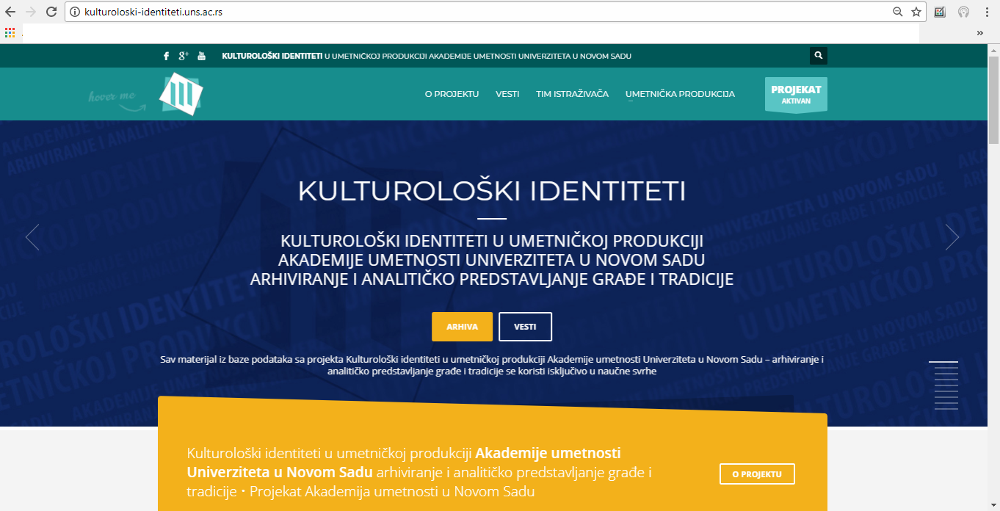 kulturoloski-identiteti.uns.ac.rs
KULTUROLOŠKI IDENTITETI U UMETNIČKOJ PRODUKCIJI AKADEMIJE UMETNOSTI UNIVERZITETA U NOVOM SADU
hover me
O PROJEKTU VESTI TIM ISTRAŽIVAČA UMETNIČKA PRODUKCIJA
PROJEKAT
AKTIVAN
KULTUROLOŠKI IDENTITETI
KULTUROLOŠKI IDENTITETI U UMETNIČKOJ PRODUKCIJI
AKADEMIJE UMETNOSTI UNIVERZITETA U NOVOM SADU
ARHIVIRANJE I ANALITIČKO PREDSTAVLJANJE GRAĐE I TRADICIJE
ARHIVA VESTI
Sav materijal iz baze podataka sa projekta Kulturološki identiteti u umetničkoj produkciji Akademije umetnosti Univerziteta u Novom Sadu – arhiviranje i
analitičko predstavljanje građe i tradicije se koristi isključivo u naučne svrhe
Kulturološki identiteti u umetničkoj produkciji Akademije umetnosti
Univerziteta u Novom Sadu arhiviranje i analitičko predstavljanje građe i
tradicije • Projekat Akademija umetnosti u Novom Sadu
O PROJEKTU